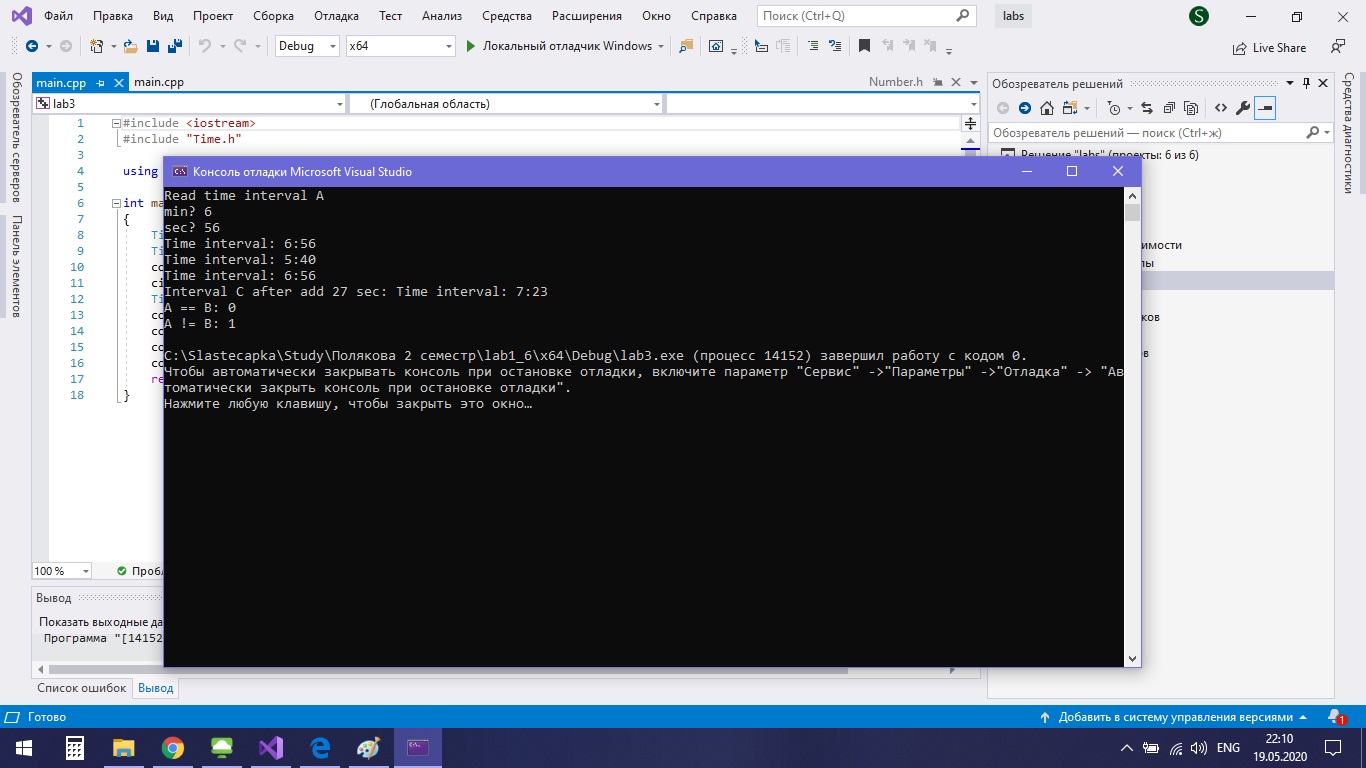 Файл Правка Вид Проект Сборка Отладка Тест Анализ Средства Расширения Окно Справка Поиск (Ctrl+Q) labs S
Debug x64 Локальный отладчик Windows Live Share
Обозреватель серверов
Панель элементов
main.cpp main.cpp Number.h
lab3 (Глобальная область)
1 #include <iostream>
2 #include "Time.h"
3
4 using
5
6 int ma
7 {
8 Ti
9 Ti
10 co
11 ci
12 Ti
13 co
14 co
15 co
16 co
17 re
18 }
Консоль отладки Microsoft Visual Studio
Read time interval A
min? 6
sec? 56
Time interval: 6:56
Time interval: 5:40
Time interval: 6:56
Interval C after add 27 sec: Time interval: 7:23
A == B: 0
A != B: 1
C:\Slastecapka\Study\Полякова 2 семестр\lab1_6\x64\Debug\lab3.exe (процесс 14152) завершил работу с кодом 0.
Чтобы автоматически закрывать консоль при остановке отладки, включите параметр "Сервис" ->"Параметры" ->"Отладка" -> "Ав
томатически закрыть консоль при остановке отладки".
Нажмите любую клавишу, чтобы закрыть это окно…
Обозреватель решений
Обозреватель решений — поиск (Ctrl+ж)
Решение "labs" (проекты: 6 из 6)
имости
лы
ков
в
Средства диагностики
100 % Пробл
Вывод
Показать выходные да
Программа "[14152
Список ошибок Вывод
Готово Добавить в систему управления версиями 1
ENG 22:10
19.05.2020